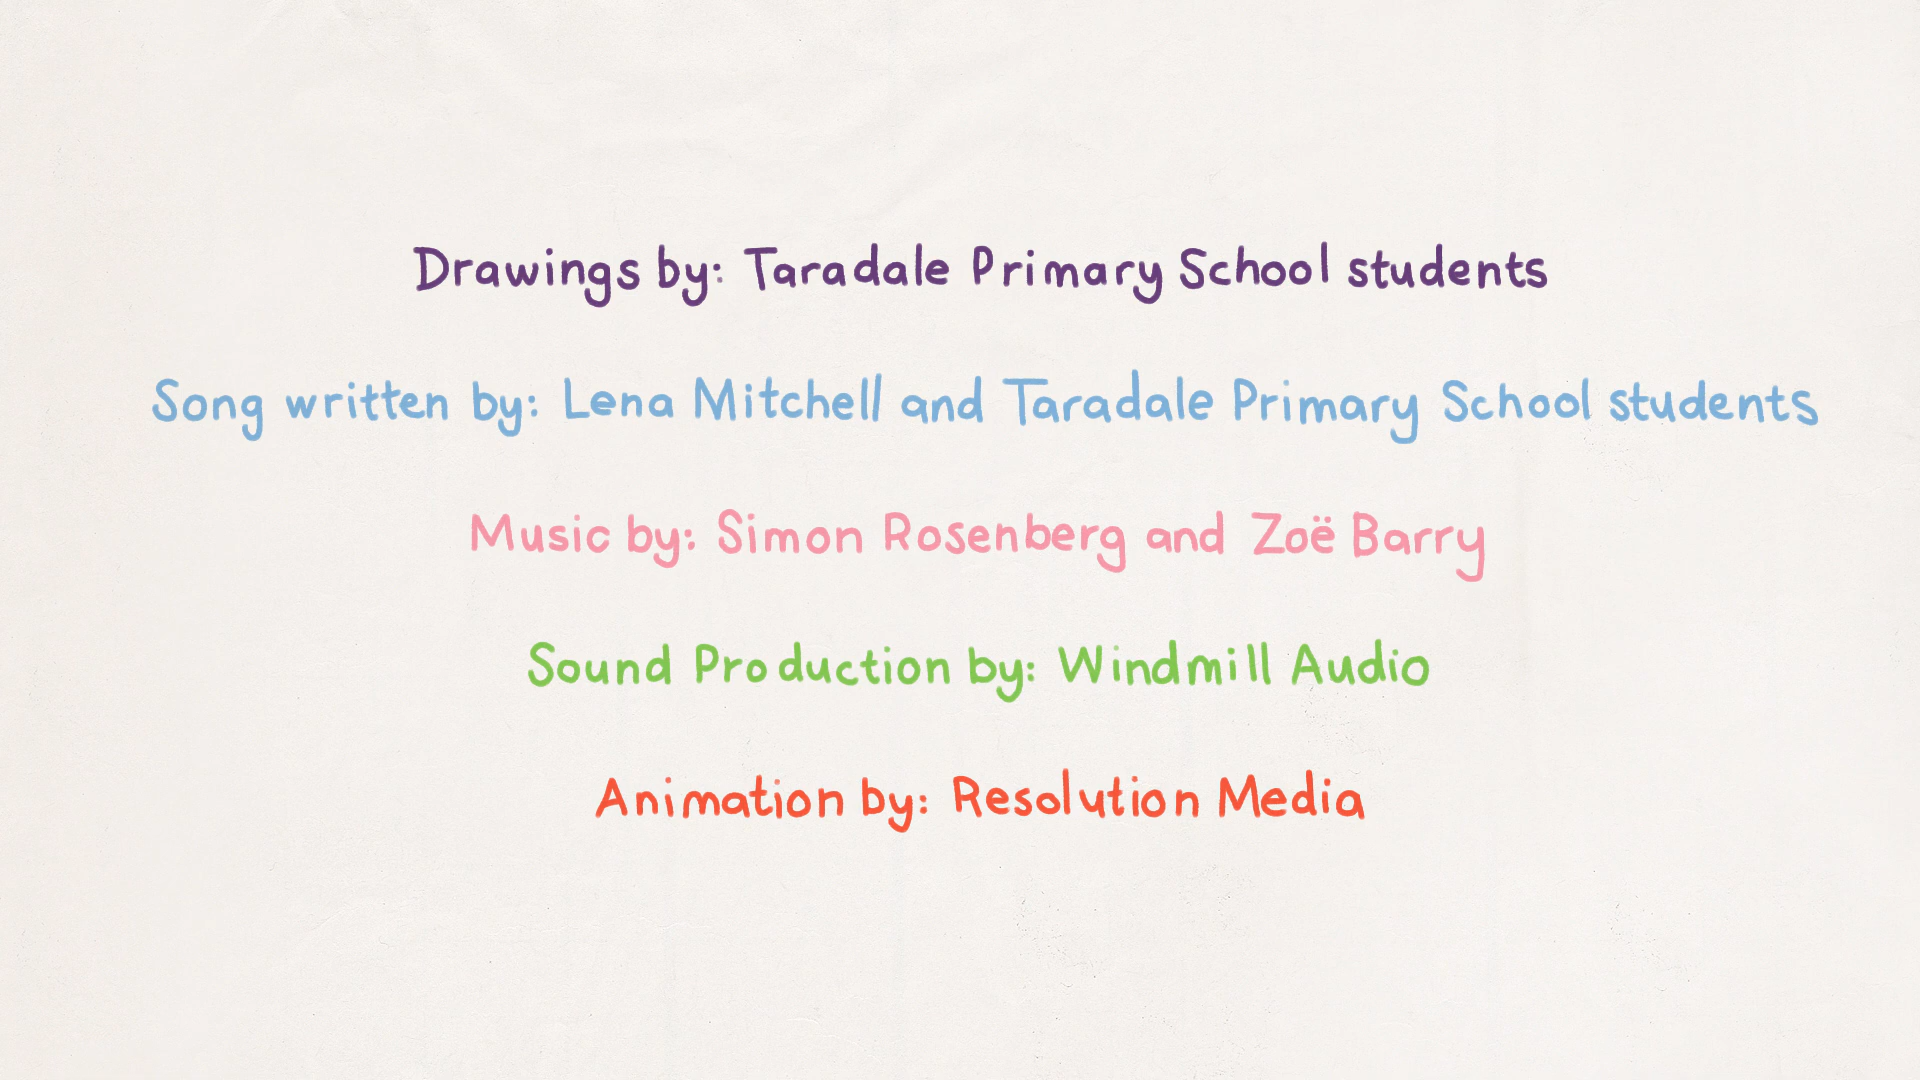 Drawings by: Taradale Primary School students
Song written by: Lena Mitchell and Taradale Primary School students
Music by: Simon Rosenberg and Zoë Barry
Sound Production by: Windmill Audio
Animation by: Resolution Media